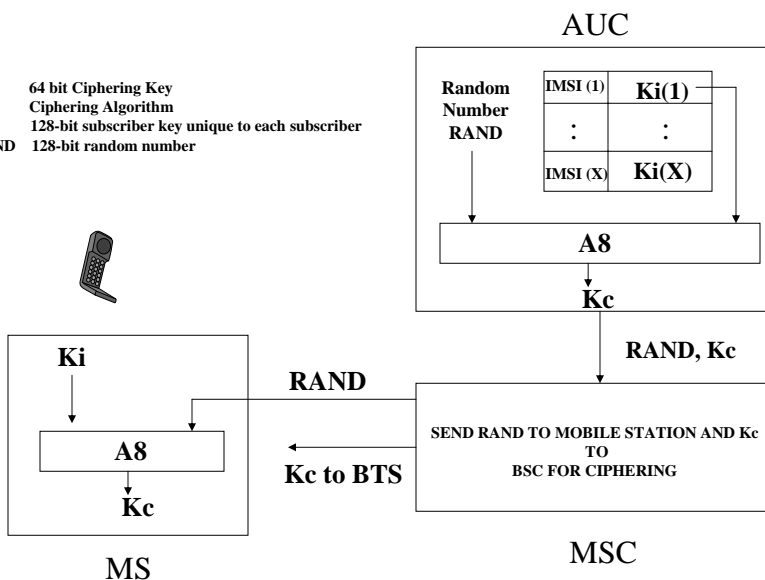 AUC
64 bit Ciphering Key
Ciphering Algorithm
128-bit subscriber key unique to each subscriber
ND 128-bit random number
Random
Number
RAND
IMSI (1) Ki(1)
: :
IMSI (X) Ki(X)
A8
Kc
RAND, Kc
Ki
RAND
A8
Kc
Kc to BTS
SEND RAND TO MOBILE STATION AND Kc
TO
BSC FOR CIPHERING
MS
MSC